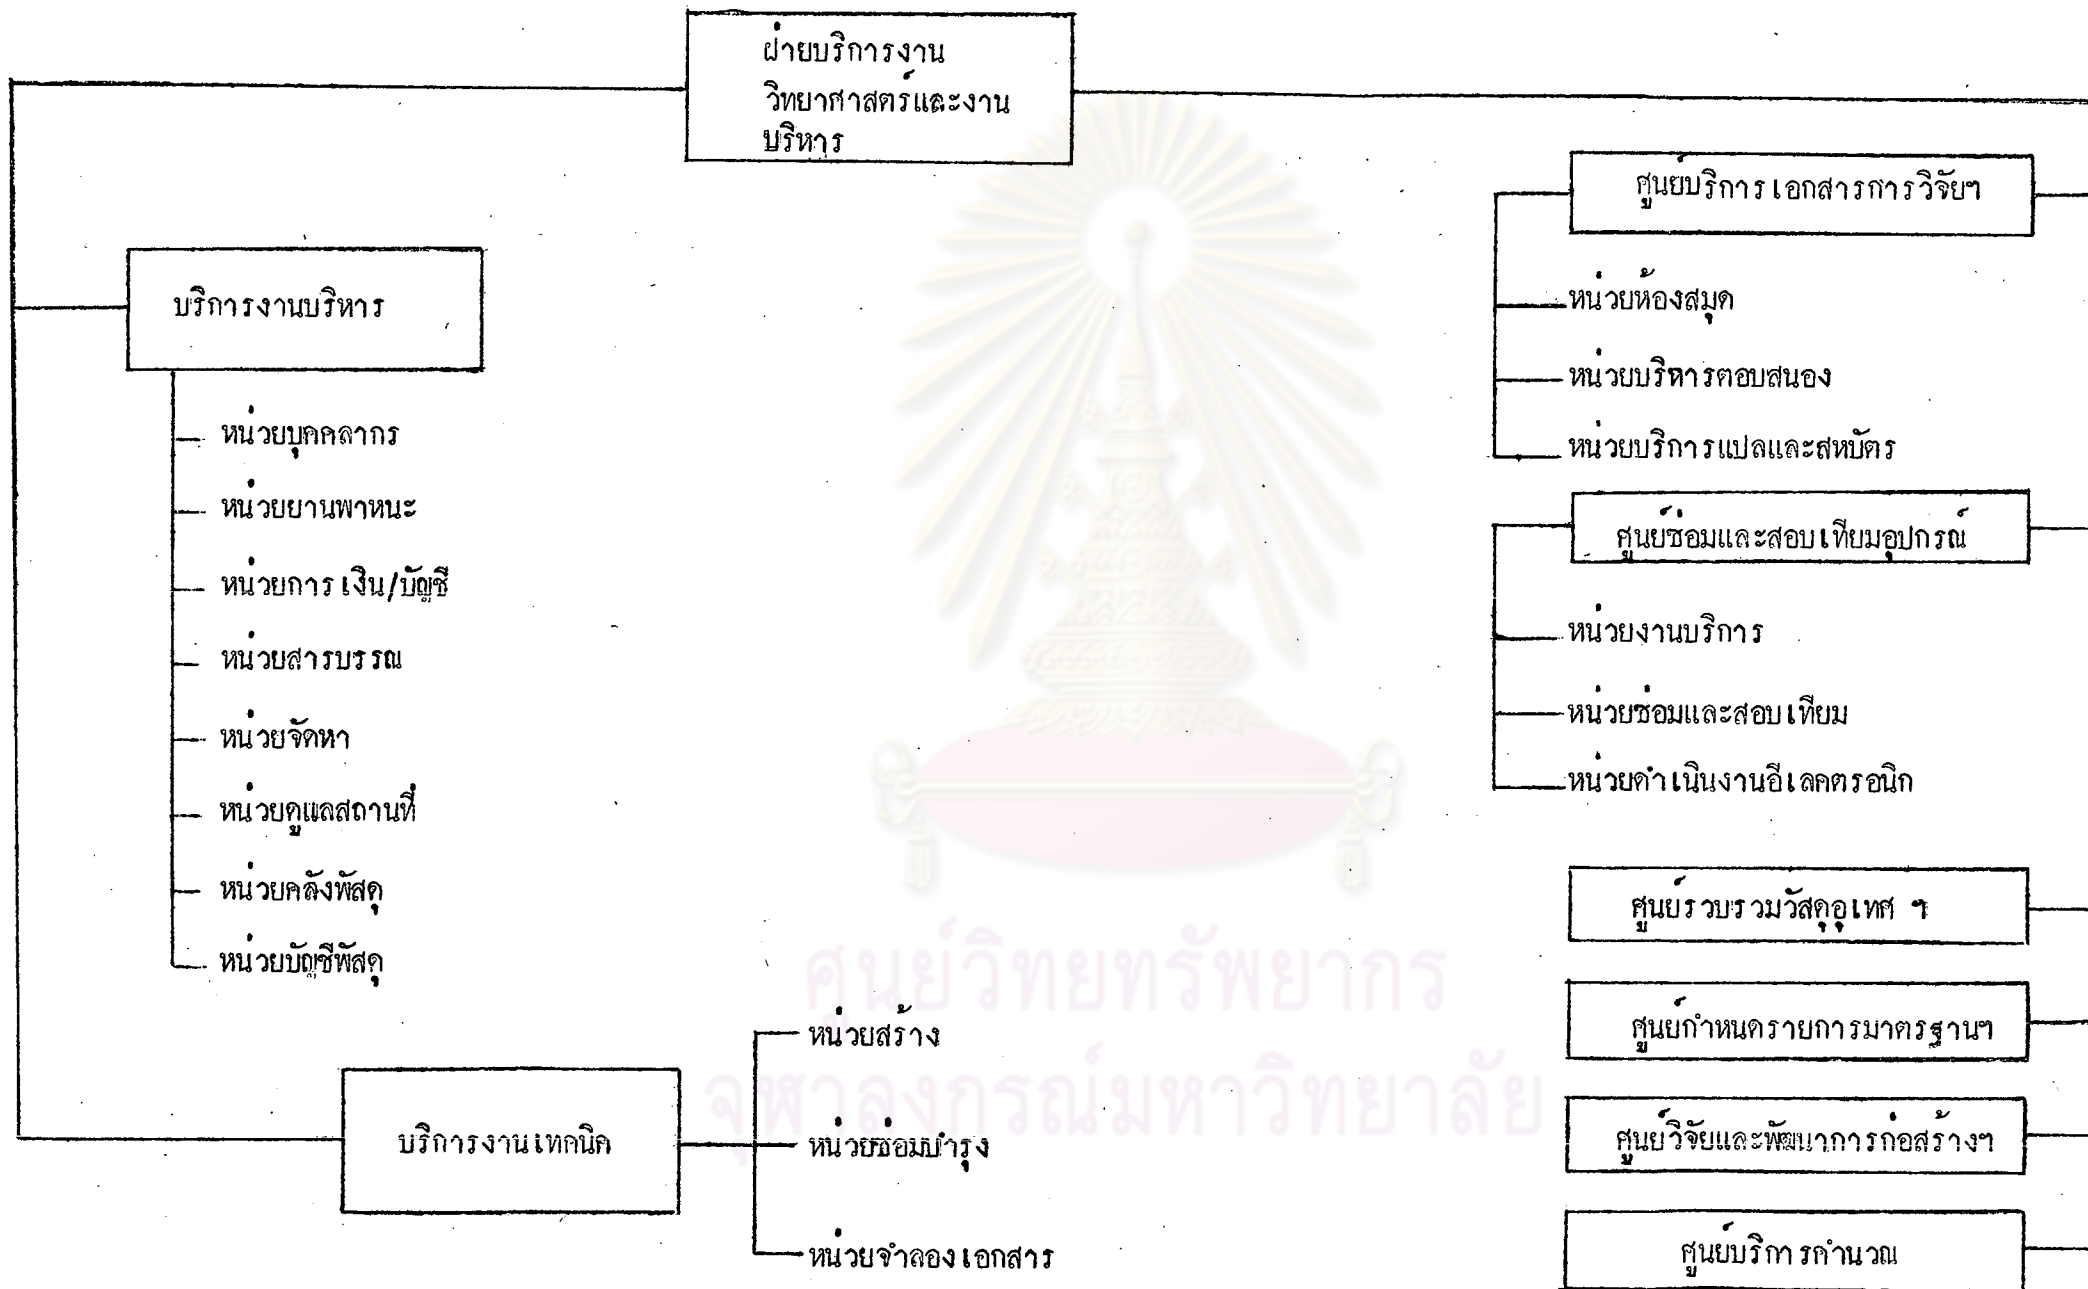 ฝ่ายบริการงาน
วิทยาศาสตร์และงาน
บริหาร
บริการงานบริหาร
หน่วยบุคคลากร
หน่วยยานพาหนะ
หน่วยการเงิน/บัญชี
หน่วยสารบรรณ
หน่วยจัดหา
หน่วยดูแลสถานที่
หน่วยคลังพัสดุ
หน่วยบัญชีพัสดุ
บริการงานเทคนิค
หน่วยสร้าง
หน่วยซ่อมบำรุง
หน่วยจำลองเอกสาร
ศูนย์บริการเอกสารการวิจัยฯ
หน่วยห้องสมุด
หน่วยบริหารตอบสนอง
หน่วยบริการแปลและสหบัตร
ศูนย์ซ่อมและสอบเทียมอุปกรณ์
หน่วยงานบริการ
หน่วยซ่อมและสอบเทียม
หน่วยดำเนินงานอีเลคตรอนิก
ศูนย์รวบรวมวัสดุอุเทศ ฯ
ศูนย์กำหนดรายการมาตรฐานฯ
ศูนย์วิจัยและพัฒนาการก่อสร้างฯ
ศูนย์บริการคำนวณ
ศูนย์วิทยทรัพยากร
จุฬาลงกรณ์มหาวิทยาลัย